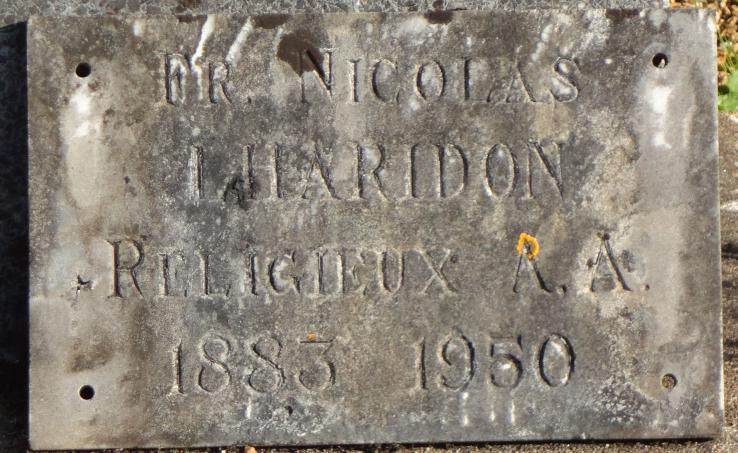 FR. NICOLAS
LHARIDON
RELIGIEUX A.A.
1883 1950